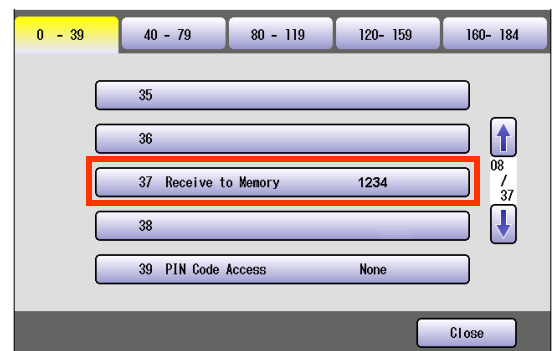 0 - 39 40 - 79 80 - 119 120- 159 160- 184
35
36
37 Receive to Memory 1234
38
39 PIN Code Access None
08
/
37
Close